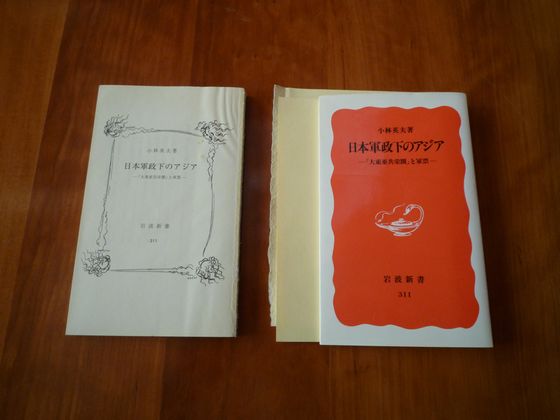 小林英夫著
日本軍政下のアジア
—「大東亜共栄圏」と軍票—
岩波新書
311
小林英夫著
日本軍政下のアジア
—「大東亜共栄圏」と軍票—
岩波新書
311